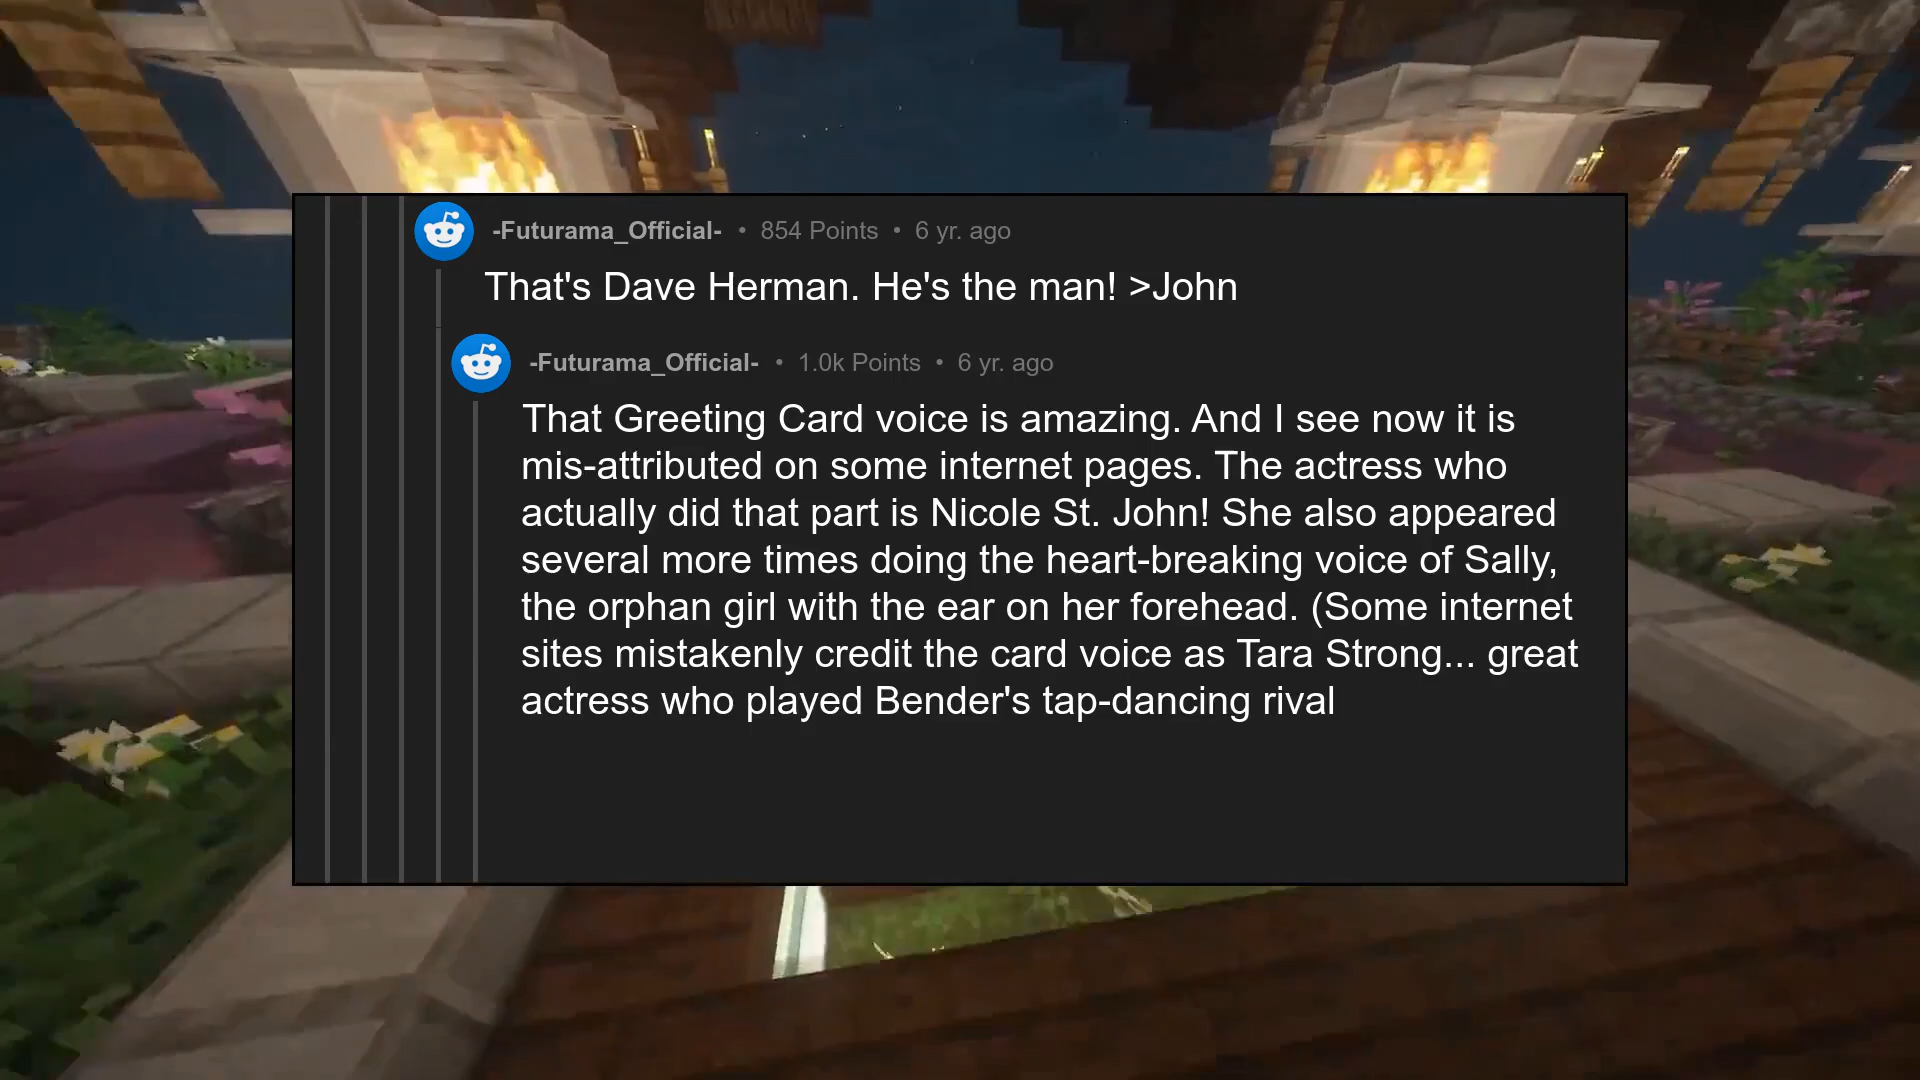 -Futurama_Official- • 854 Points • 6 yr. ago
That's Dave Herman. He's the man! >John
-Futurama_Official- • 1.0k Points • 6 yr. ago
That Greeting Card voice is amazing. And I see now it is
mis-attributed on some internet pages. The actress who
actually did that part is Nicole St. John! She also appeared
several more times doing the heart-breaking voice of Sally,
the orphan girl with the ear on her forehead. (Some internet
sites mistakenly credit the card voice as Tara Strong... great
actress who played Bender's tap-dancing rival